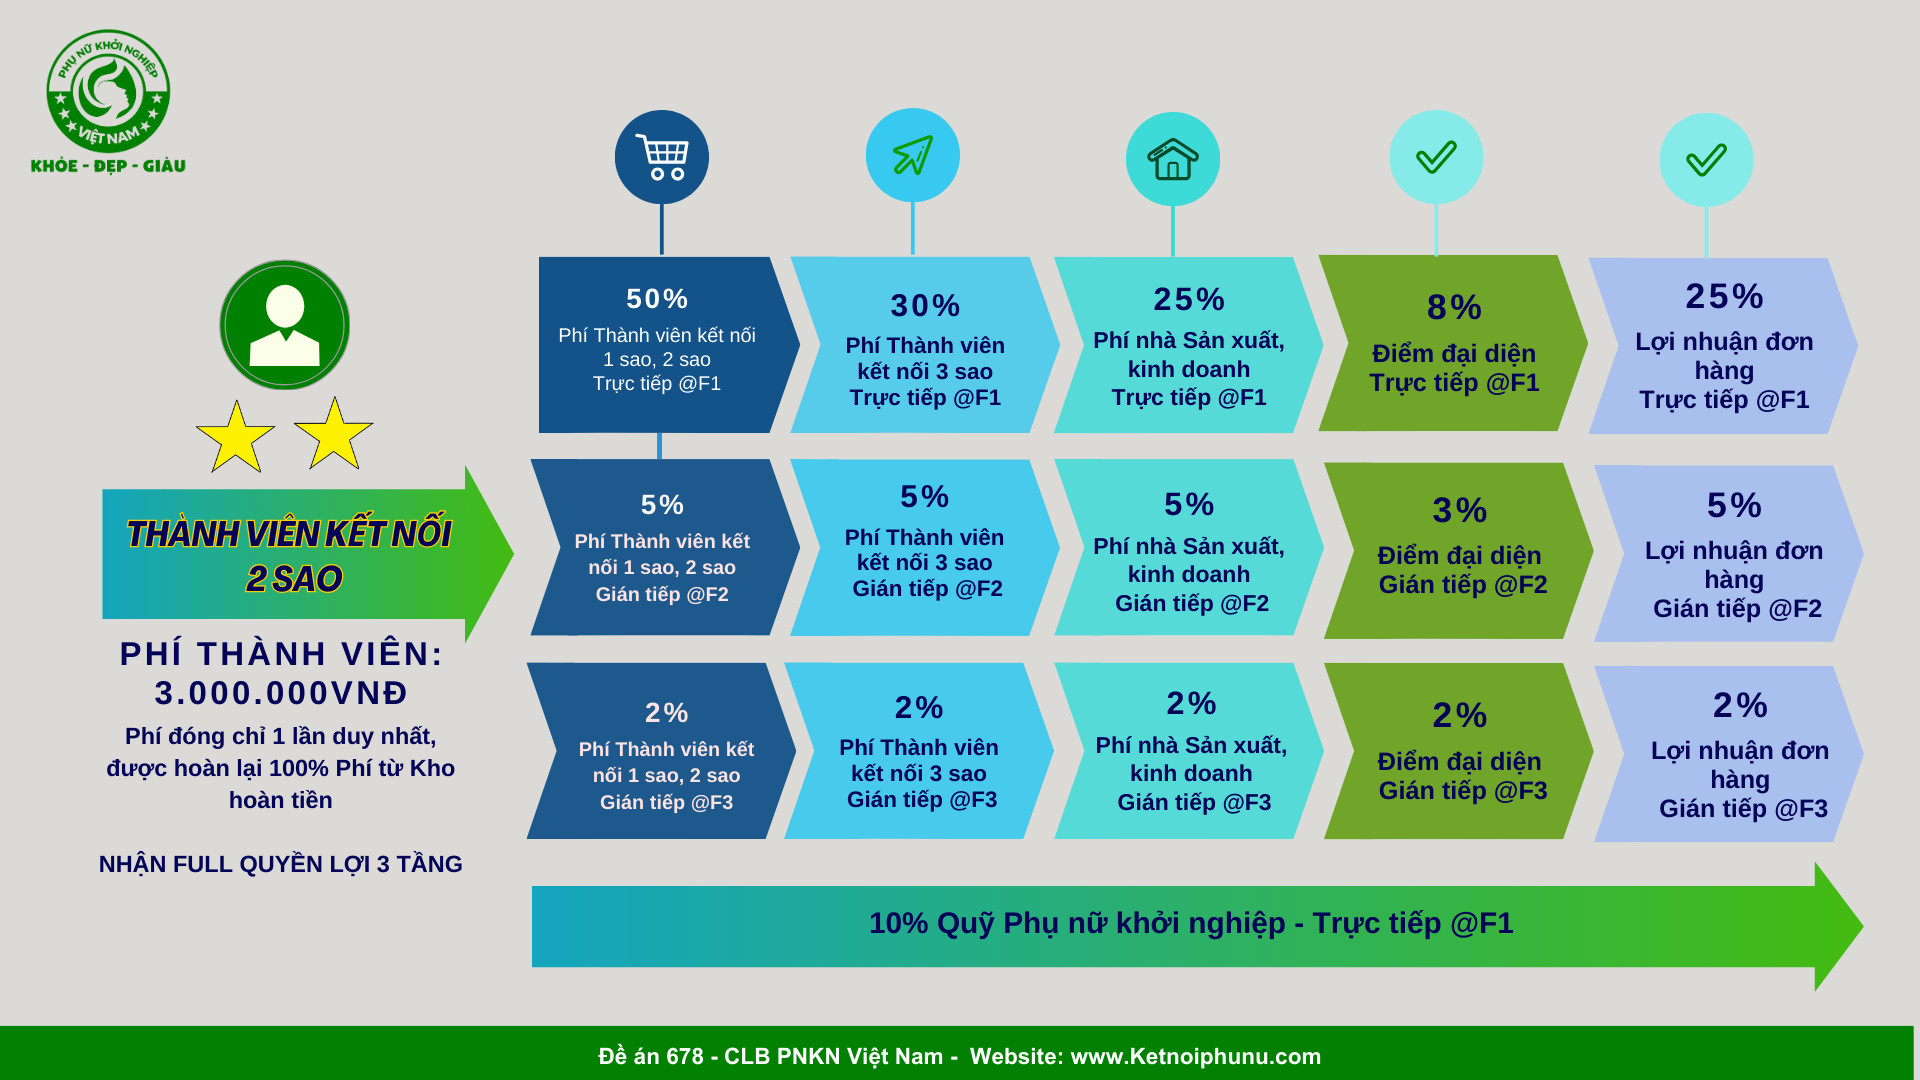 PHỤ NỮ KHỞI NGHIỆP
VIỆT NAM
KHỎE - ĐẸP - GIÀU
THÀNH VIÊN KẾT NỐI
2 SAO
PHÍ THÀNH VIÊN:
3.000.000VNĐ
Phí đóng chỉ 1 lần duy nhất,
được hoàn lại 100% Phí từ Kho
hoàn tiền
NHẬN FULL QUYỀN LỢI 3 TẦNG
50%
Phí Thành viên kết nối
1 sao, 2 sao
Trực tiếp @F1
30%
Phí Thành viên
kết nối 3 sao
Trực tiếp @F1
25%
Phí nhà Sản xuất,
kinh doanh
Trực tiếp @F1
8%
Điểm đại diện
Trực tiếp @F1
25%
Lợi nhuận đơn
hàng
Trực tiếp @F1
5%
Phí Thành viên kết
nối 1 sao, 2 sao
Gián tiếp @F2
5%
Phí Thành viên
kết nối 3 sao
Gián tiếp @F2
5%
Phí nhà Sản xuất,
kinh doanh
Gián tiếp @F2
3%
Điểm đại diện
Gián tiếp @F2
5%
Lợi nhuận đơn
hàng
Gián tiếp @F2
2%
Phí Thành viên kết
nối 1 sao, 2 sao
Gián tiếp @F3
2%
Phí Thành viên
kết nối 3 sao
Gián tiếp @F3
2%
Phí nhà Sản xuất,
kinh doanh
Gián tiếp @F3
2%
Điểm đại diện
Gián tiếp @F3
2%
Lợi nhuận đơn
hàng
Gián tiếp @F3
10% Quỹ Phụ nữ khởi nghiệp - Trực tiếp @F1
Đề án 678 - CLB PNKN Việt Nam - Website: www.Ketnoiphunu.com